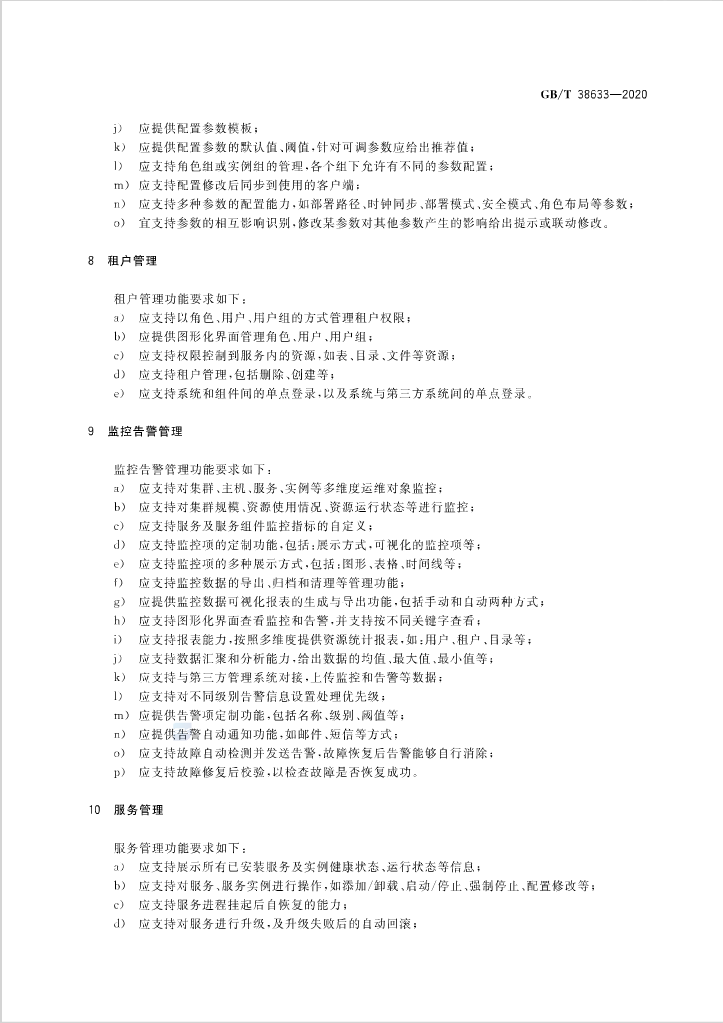 GB/T 38633—2020
j) 应提供配置参数模板;
k) 应提供配置参数的默认值、阈值,针对可调参数应给出推荐值;
l) 应支持角色组或实例组的管理,各个组下允许有不同的参数配置;
m) 应支持配置修改后同步到使用的客户端;
n) 应支持多种参数的配置能力,如部署路径、时钟同步、部署模式、安全模式、角色布局等参数;
o) 宜支持参数的相互影响识别,修改某参数对其他参数产生的影响给出提示或联动修改。
8 租户管理
租户管理功能要求如下:
a) 应支持以角色、用户、用户组的方式管理租户权限;
b) 应提供图形化界面管理角色、用户、用户组;
c) 应支持权限控制到服务内的资源,如表、目录、文件等资源;
d) 应支持租户管理,包括删除、创建等;
e) 应支持系统和组件间的单点登录,以及系统与第三方系统间的单点登录。
9 监控告警管理
监控告警管理功能要求如下:
a) 应支持对集群、主机、服务、实例等多维度运维对象监控;
b) 应支持对集群规模、资源使用情况、资源运行状态等进行监控;
c) 应支持服务及服务组件监控指标的自定义;
d) 应支持监控项的定制功能,包括:展示方式,可视化的监控项等;
e) 应支持监控项的多种展示方式,包括:图形、表格、时间线等;
f) 应支持监控数据的导出、归档和清理等管理功能;
g) 应提供监控数据可视化报表的生成与导出功能,包括手动和自动两种方式;
h) 应支持图形化界面查看监控和告警,并支持按不同关键字查看;
i) 应支持报表能力,按照多维度提供资源统计报表,如:用户、租户、目录等;
j) 应支持数据汇聚和分析能力,给出数据的均值、最大值、最小值等;
k) 应支持与第三方管理系统对接,上传监控和告警等数据;
l) 应支持对不同级别告警信息设置处理优先级;
m) 应提供告警项定制功能,包括名称、级别、阈值等;
n) 应提供告警自动通知功能,如邮件、短信等方式;
o) 应支持故障自动检测并发送告警,故障恢复后告警能够自行消除;
p) 应支持故障修复后校验,以检查故障是否恢复成功。
10 服务管理
服务管理功能要求如下:
a) 应支持展示所有已安装服务及实例健康状态、运行状态等信息;
b) 应支持对服务、服务实例进行操作,如添加/卸载、启动/停止、强制停止、配置修改等;
c) 应支持服务进程挂起后自恢复的能力;
d) 应支持对服务进行升级,及升级失败后的自动回滚;